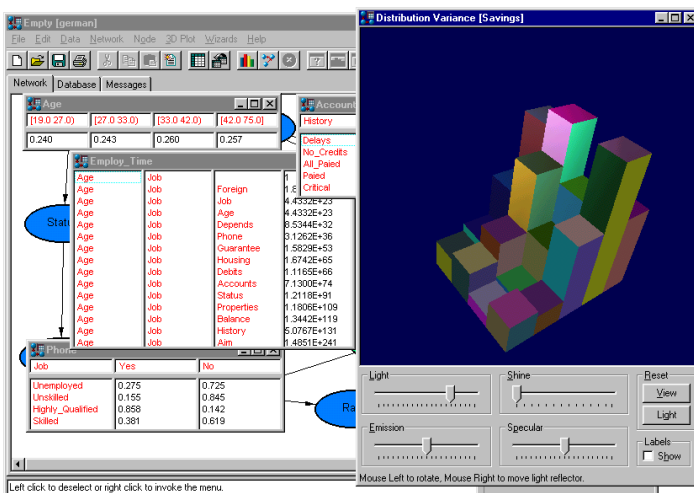 Empty [german]
File Edit Data Network Node 3D Plot Wizards Help
Network Database Messages
Age
[19.0 27.0) [27.0 33.0) [33.0 42.0) [42.0 75.0]
0.240 0.243 0.260 0.257
Account
History
Delays
No_Credits
All_Paied
Paied
Critical
Employ_Time
Age Job 1
Age Job Foreign 1.8
Age Job Job 4.4332E+23
Age Job Age 4.4332E+23
Age Job Depends 8.5344E+32
Age Job Phone 3.1262E+36
Age Job Guarantee 1.5829E+53
Age Job Housing 1.6742E+65
Age Job Debits 1.1165E+66
Age Job Accounts 7.1300E+74
Age Job Status 1.2118E+91
Age Job Properties 1.1806E+109
Age Job Balance 1.3442E+119
Age Job History 5.0767E+131
Age Job Aim 1.4851E+241
Statu
Phone
Job Yes No
Unemployed 0.275 0.725
Unskilled 0.155 0.845
Highly_Qualified 0.858 0.142
Skilled 0.381 0.619
Ra
Left click to deselect or right click to invoke the menu.
Distribution Variance [Savings]
Light Shine Reset
View
Light
Emission Specular Labels
Show
Mouse Left to rotate, Mouse Right to move light reflector.